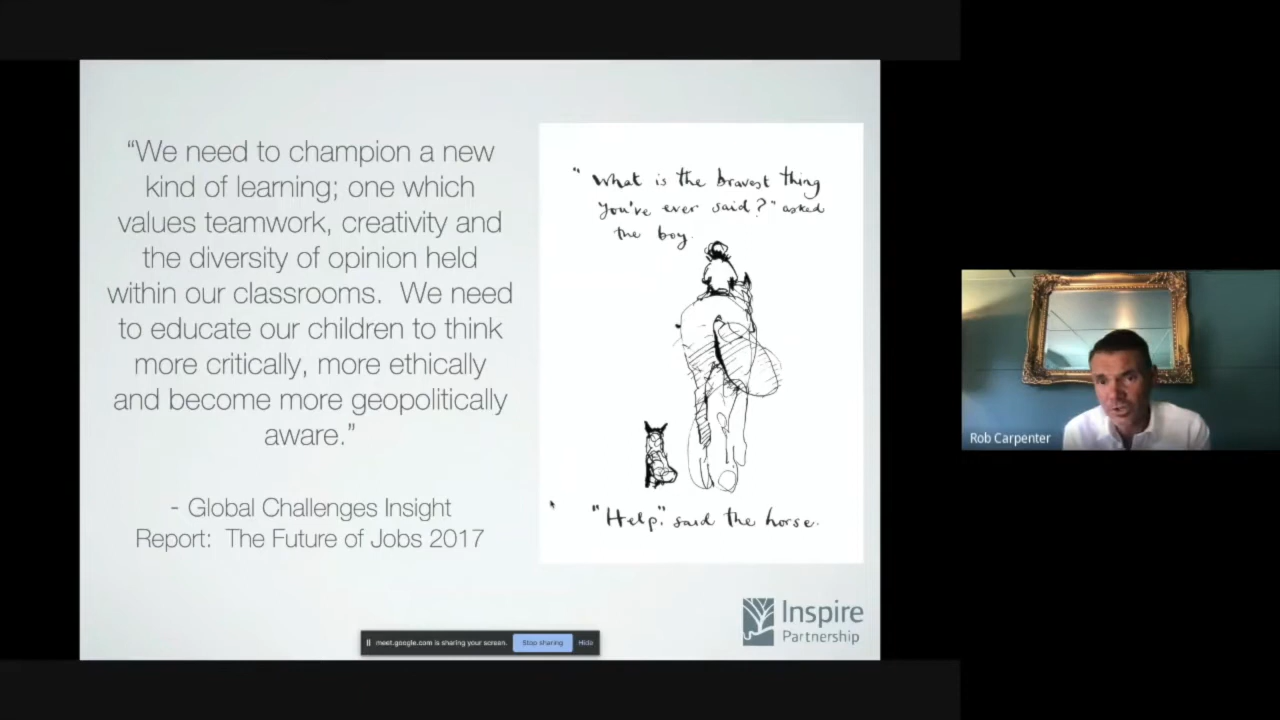 “We need to champion a new
kind of learning; one which
values teamwork, creativity and
the diversity of opinion held
within our classrooms.  We need
to educate our children to think
more critically, more ethically
and become more geopolitically
aware.”
- Global Challenges Insight
Report:  The Future of Jobs 2017
"What is the bravest thing
you've ever said?" asked
the boy.
"Help." said the horse.
Inspire
Partnership
meet.google.com is sharing your screen.
Stop sharing
Hide
Rob Carpenter